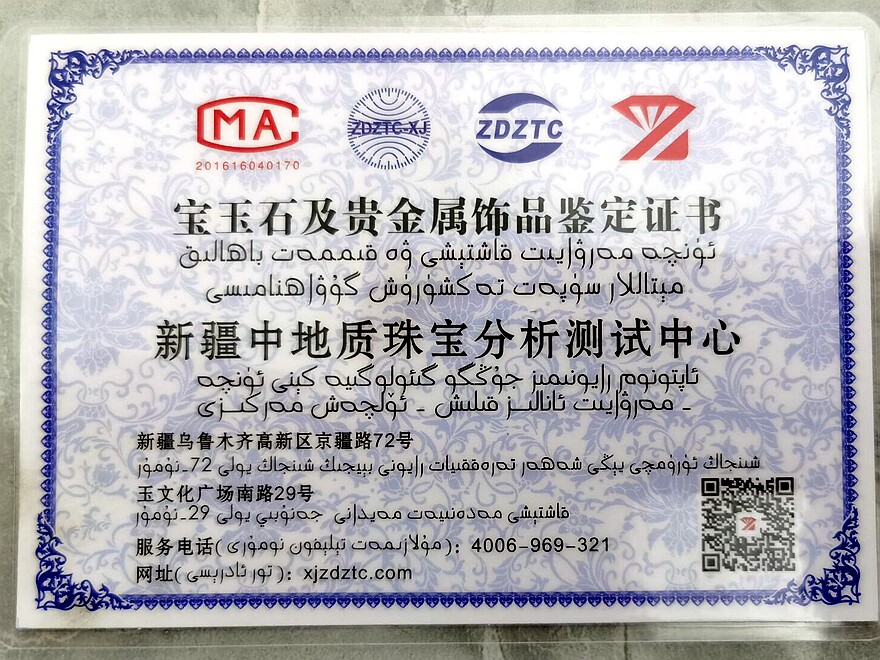 CMA
201616040170
ZDZTC-XJ
ZDZTC
宝玉石及贵金属饰品鉴定证书
ئۈنچە مەرۋايىت قاشتېشى ۋە قىممەت باھالىق
مېتاللار سۈپەت تەكشۈرۈش گۇۋاھنامىسى
新疆中地质珠宝分析测试中心
ئاپتونوم رايونىمىز جۇڭگو گئولوگىيە كېنى ئۈنچە
ـ مەرۋايىت ئانالىز قىلىش ـ ئۆلچەش مەركىزى
新疆乌鲁木齐高新区京疆路72号
شىنجاڭ ئۈرۈمچى يېڭى شەھەر تەرەققىيات رايونى بېيجىڭ شىنجاڭ يولى 72ـ نۇمۇر
玉文化广场南路29号
قاشتېشى مەدەنىيەت مەيدانى جەنۇبىي يولى 29ـ نۇمۇر
服务电话(مۇلازىمەت تېلېفون نومۇرى): 4006-969-321
网址(تور ئادرېسى): xjzdztc.com